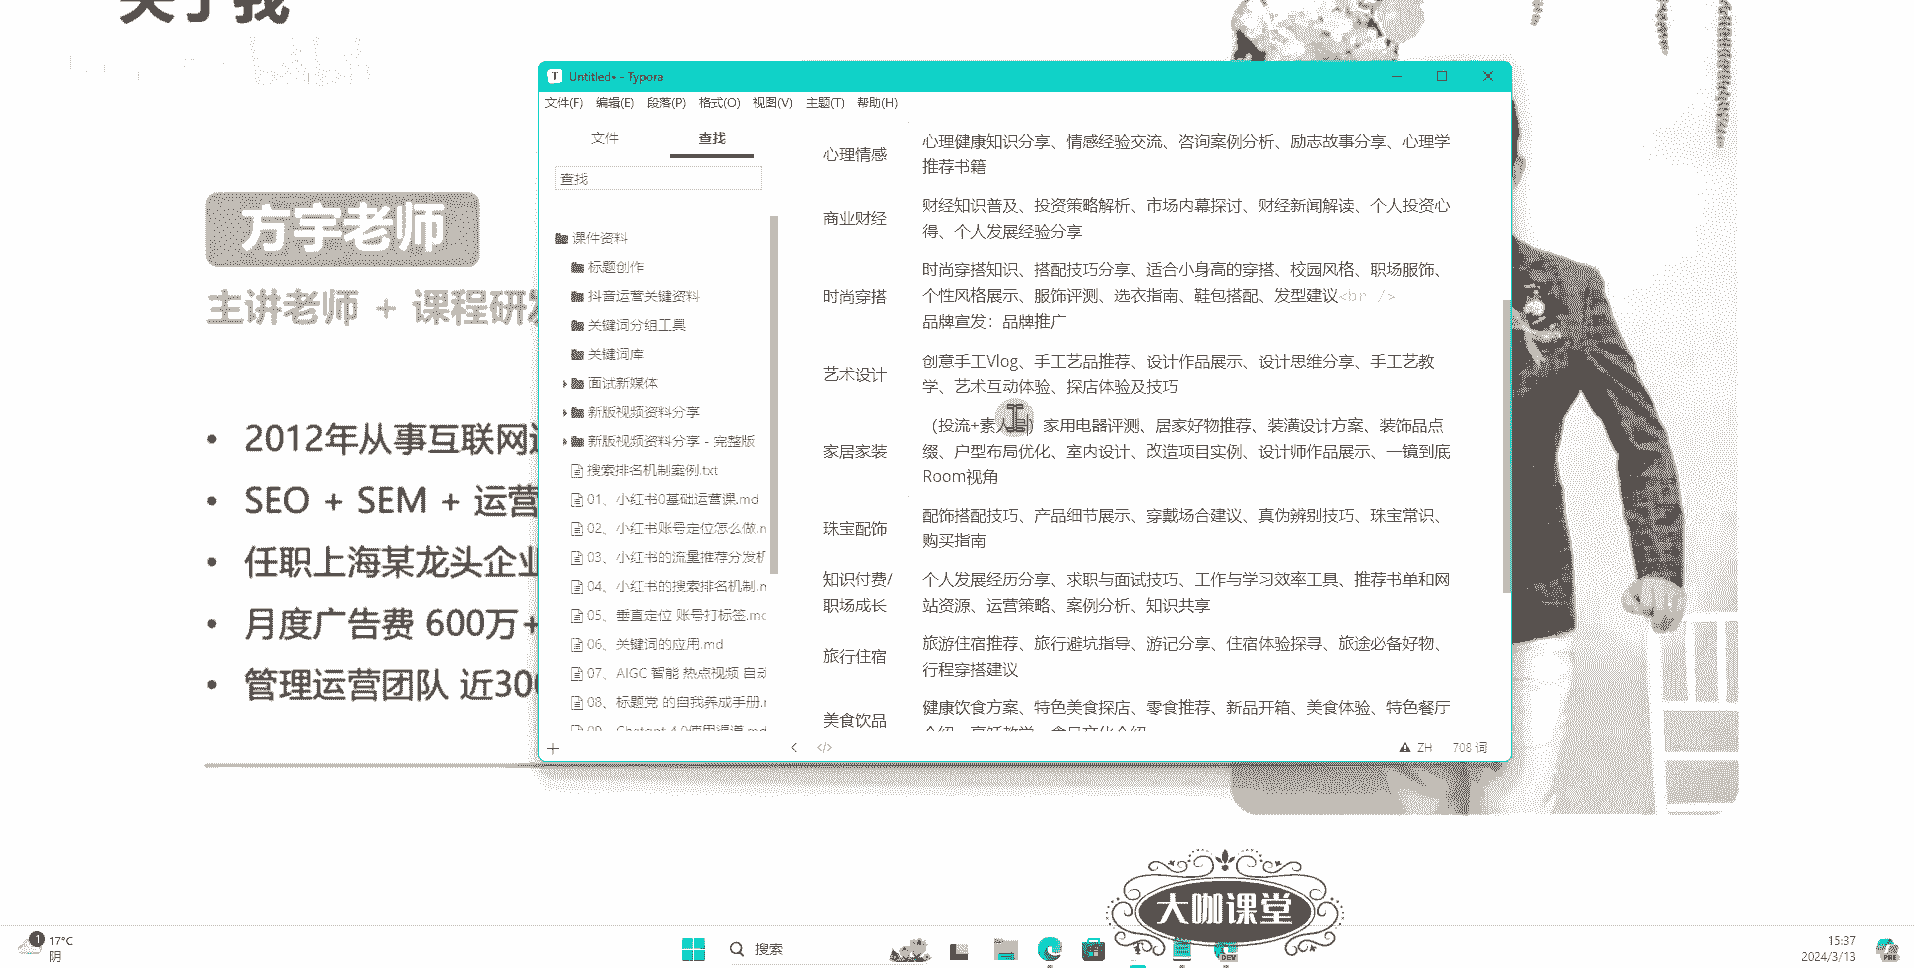 关于我
bilibili
方宇老师
主讲老师 + 课程研发
2012年从事互联网运
SEO + SEM + 运营
任职上海某龙头企业
月度广告费 600万+
管理运营团队 近300
Untitled• - Typora
文件(F) 编辑(E) 段落(P) 格式(O) 视图(V) 主题(T) 帮助(H)
文件 查找
查找
课件资料
标题创作
抖音运营关键资料
关键词分组工具
关键词库
面试新媒体
新版视频资料分享
新版视频资料分享 - 完整版
搜索排名机制案例.txt
01、小红书0基础运营课.md
02、小红书账号定位怎么做.m
03、小红书的流量推荐分发机
04、小红书的搜索排名机制.m
05、垂直定位 账号打标签.mc
06、关键词的应用.md
07、AIGC 智能 热点视频 自动
08、标题党 的自我养成手册.r
09、Chatgpt 4.0使用渠道.md
心理情感
心理健康知识分享、情感经验交流、咨询案例分析、励志故事分享、心理学
推荐书籍
商业财经
财经知识普及、投资策略解析、市场内幕探讨、财经新闻解读、个人投资心
得、个人发展经验分享
时尚穿搭
时尚穿搭知识、搭配技巧分享、适合小身高的穿搭、校园风格、职场服饰、
个性风格展示、服饰评测、选衣指南、鞋包搭配、发型建议<br />
品牌宣发：品牌推广
艺术设计
创意手工Vlog、手工艺品推荐、设计作品展示、设计思维分享、手工艺教
学、艺术互动体验、探店体验及技巧
家居家装
（投流+素人 ）家用电器评测、居家好物推荐、装潢设计方案、装饰品点
缀、户型布局优化、室内设计、改造项目实例、设计师作品展示、一镜到底
Room视角
珠宝配饰
配饰搭配技巧、产品细节展示、穿戴场合建议、真伪辨别技巧、珠宝常识、
购买指南
知识付费/
职场成长
个人发展经历分享、求职与面试技巧、工作与学习效率工具、推荐书单和网
站资源、运营策略、案例分析、知识共享
旅行住宿
旅游住宿推荐、旅行避坑指导、游记分享、住宿体验探寻、旅途必备好物、
行程穿搭建议
美食饮品
健康饮食方案、特色美食探店、零食推荐、新品开箱、美食体验、特色餐厅
介绍、烹饪教学、食品文化介绍
ZH 708 词
大咖课堂
1
17°C
阴
搜索
DEV
15:37
2024/3/13
PRE